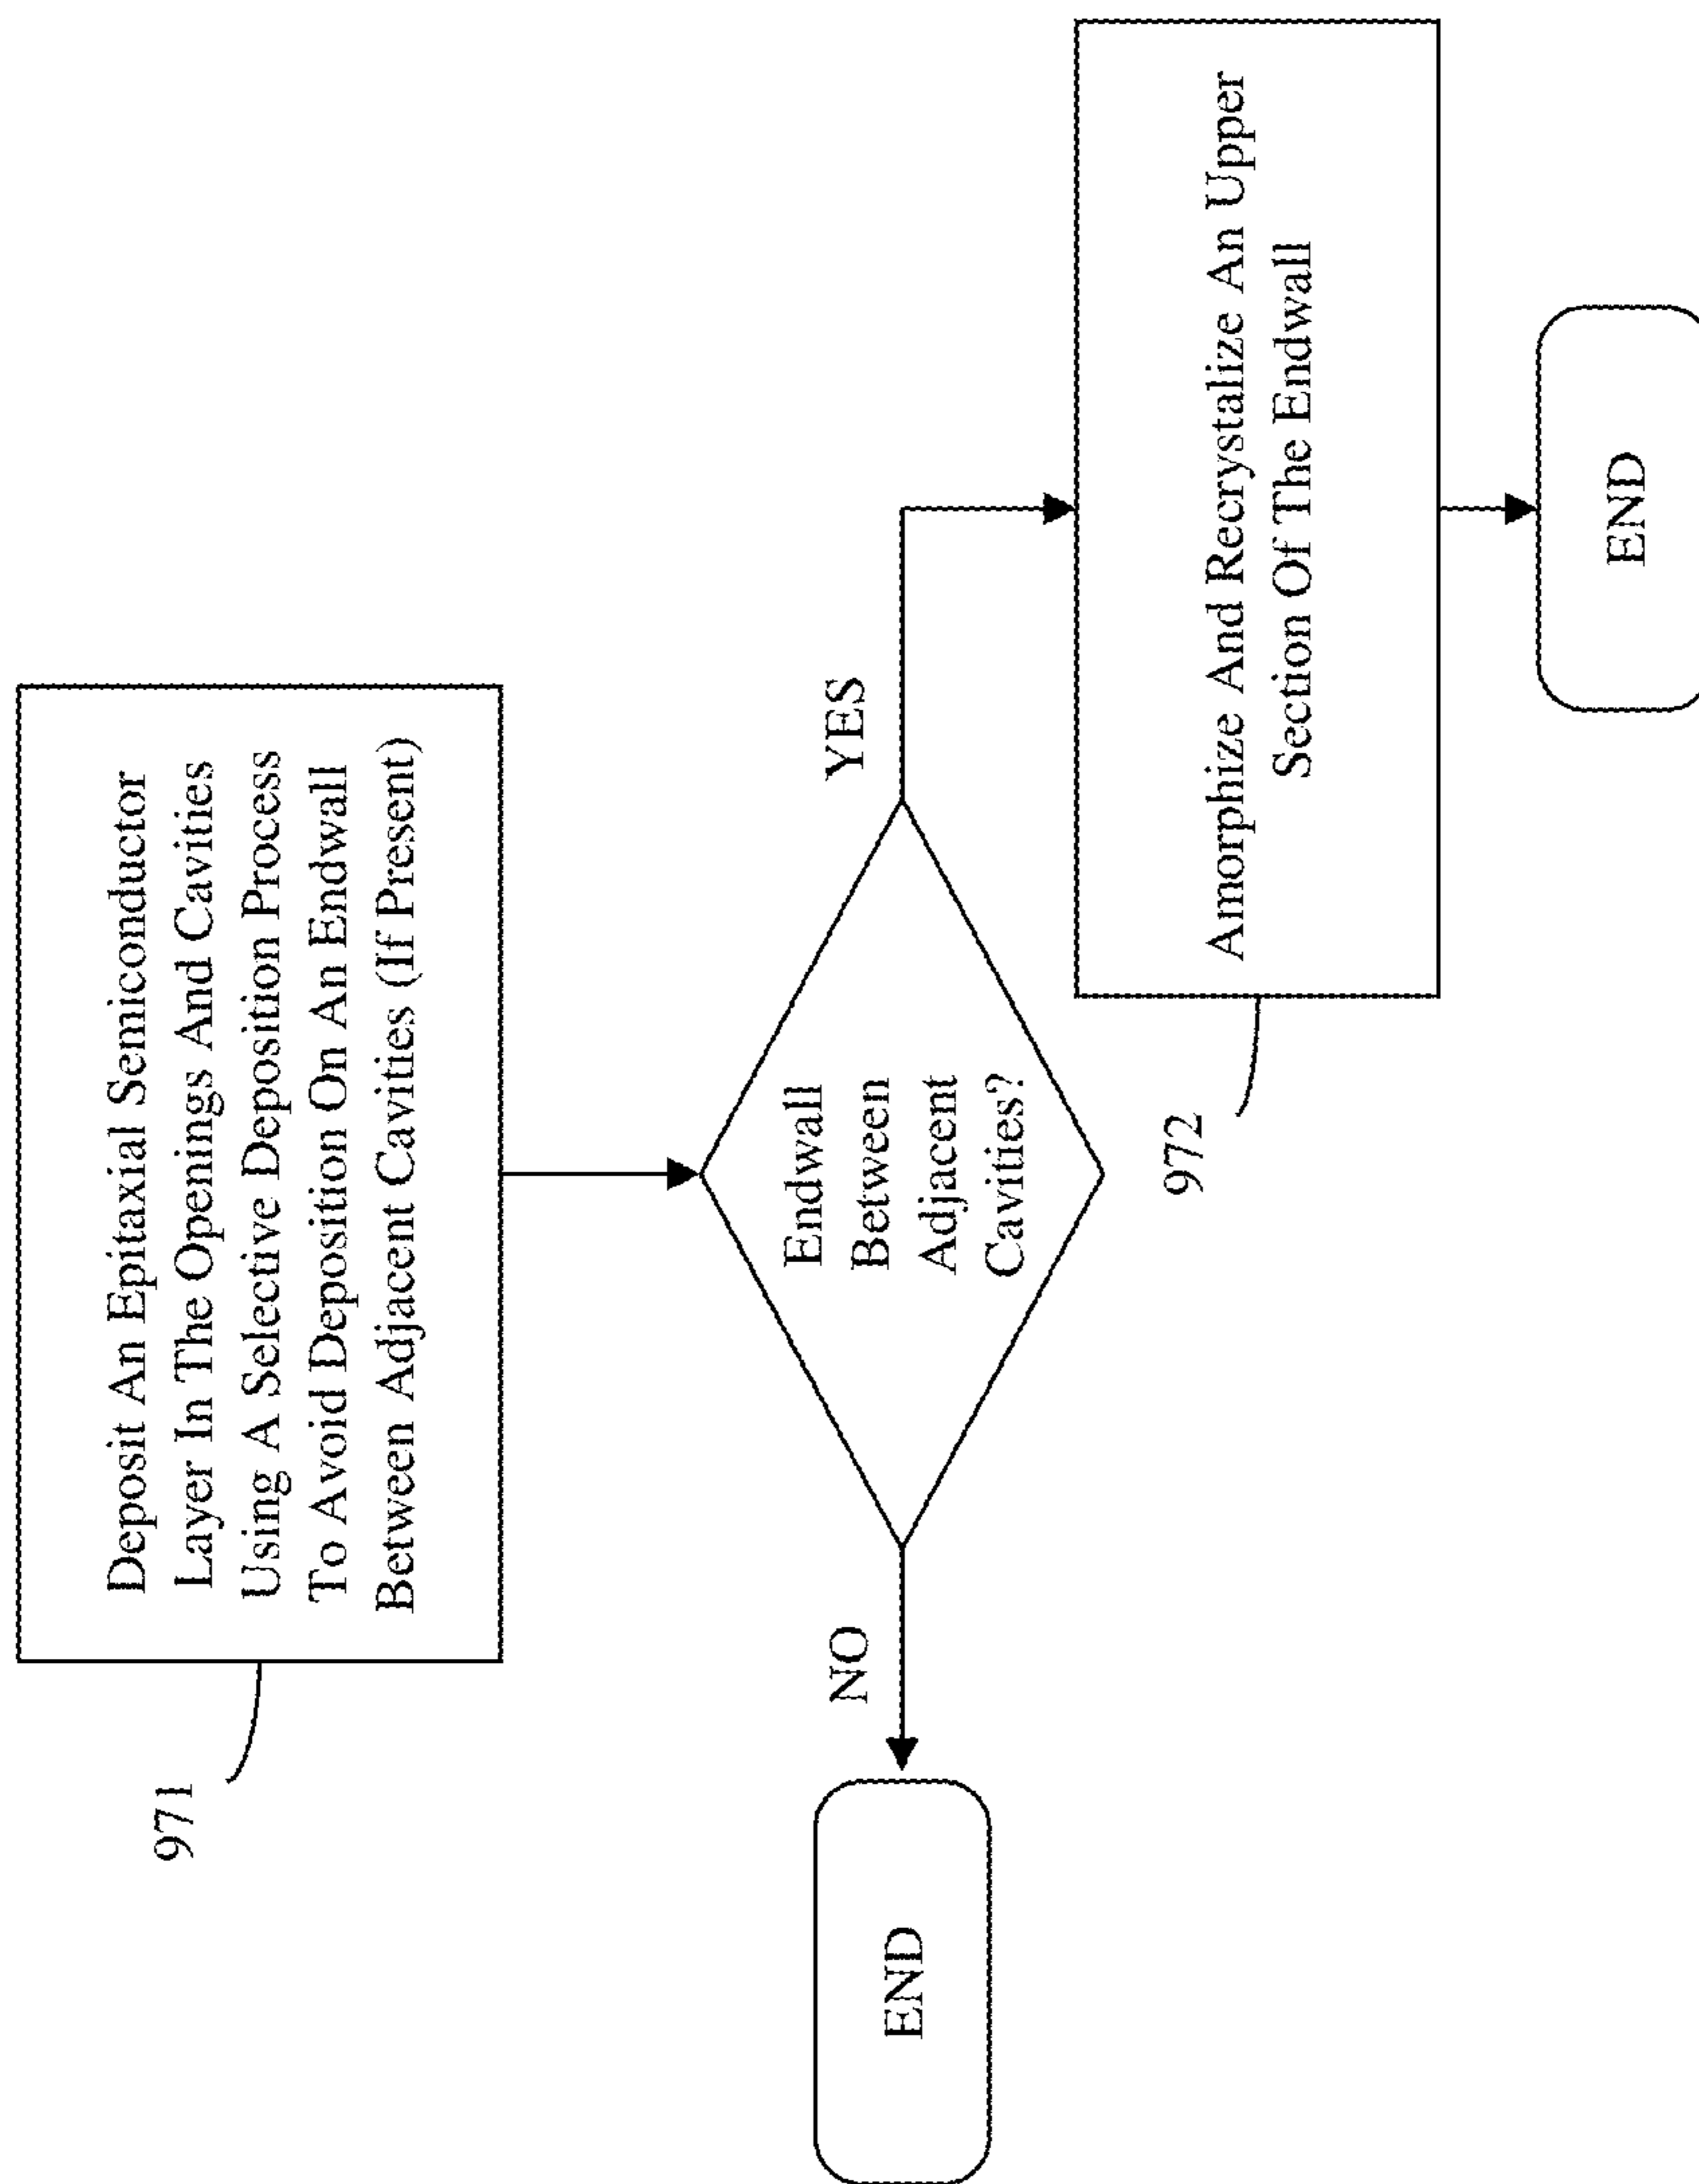 971
Deposit An Epitaxial Semiconductor
Layer In The Openings And Cavities
Using A Selective Deposition Process
To Avoid Deposition On An Endwall
Between Adjacent Cavities (If Present)
Endwall
Between
Adjacent
Cavities?
NO
YES
END
972
Amorphize And Recrystalize An Upper
Section Of The Endwall
END